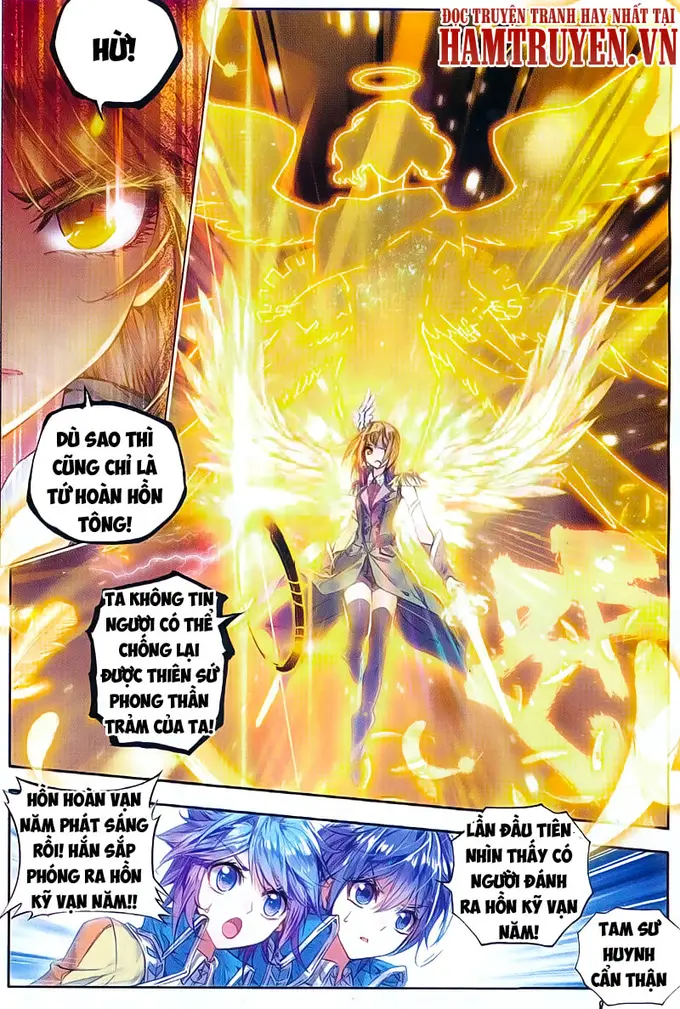 ĐỌC TRUYỆN TRANH HAY NHẤT TẠI
HAMTRUYEN.VN
HỪ!
DÙ SAO THÌ
CŨNG CHỈ LÀ
TỨ HOÀN HỒN
TÔNG!
TA KHÔNG TIN
NGƯƠI CÓ THỂ
CHỐNG LẠI
ĐƯỢC THIÊN SỨ
PHONG THẦN
TRẢM CỦA TA!
HỒN HOÀN VẠN
NĂM PHÁT SÁNG
RỒI! HẮN SẮP
PHÓNG RA HỒN
KỸ VẠN NĂM!!
LẦN ĐẦU TIÊN
NHÌN THẤY CÓ
NGƯỜI ĐÁNH
RA HỒN KỸ VẠN
NĂM!
TAM SƯ
HUYNH
CẨN THẬN